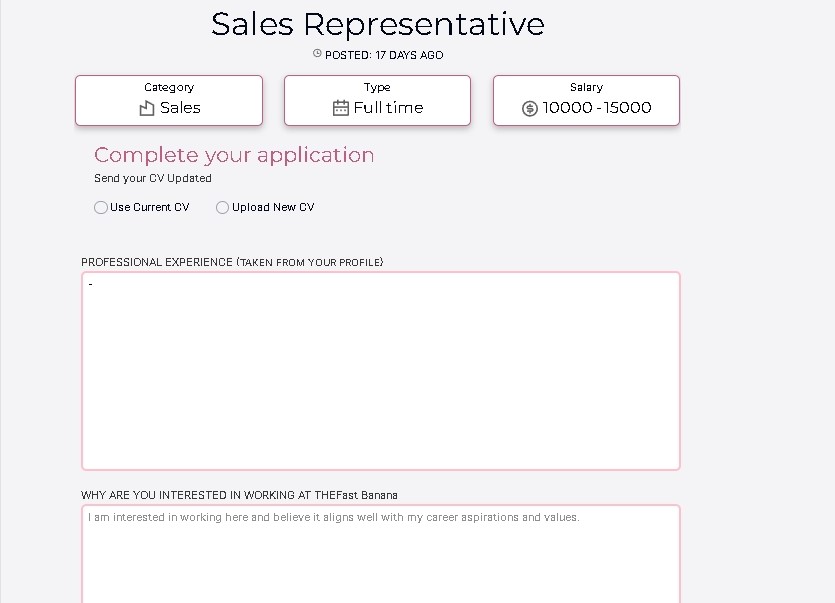 Sales Representative
POSTED: 17 DAYS AGO
Category
Sales
Type
Full time
Salary
10000 -15000
Complete your application
Send your CV Updated
Use Current CV Upload New CV
PROFESSIONAL EXPERIENCE (TAKEN FROM YOUR PROFILE)
-
WHY ARE YOU INTERESTED IN WORKING AT THEFast Banana
I am interested in working here and believe it aligns well with my career aspirations and values.